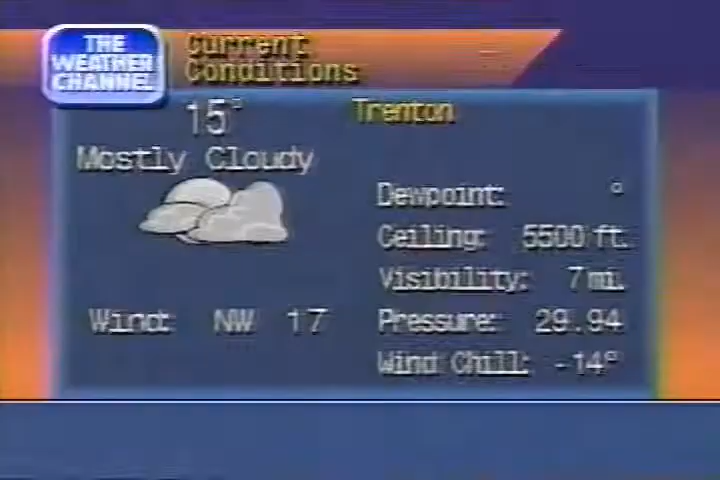 THE
WEATHER
CHANNEL
Current
Conditions
15°
Trenton
Mostly Cloudy
Dewpoint: °
Ceiling: 5500 ft.
Visibility: 7 mi.
Wind: NW 17
Pressure: 29.94
Wind Chill: -14°